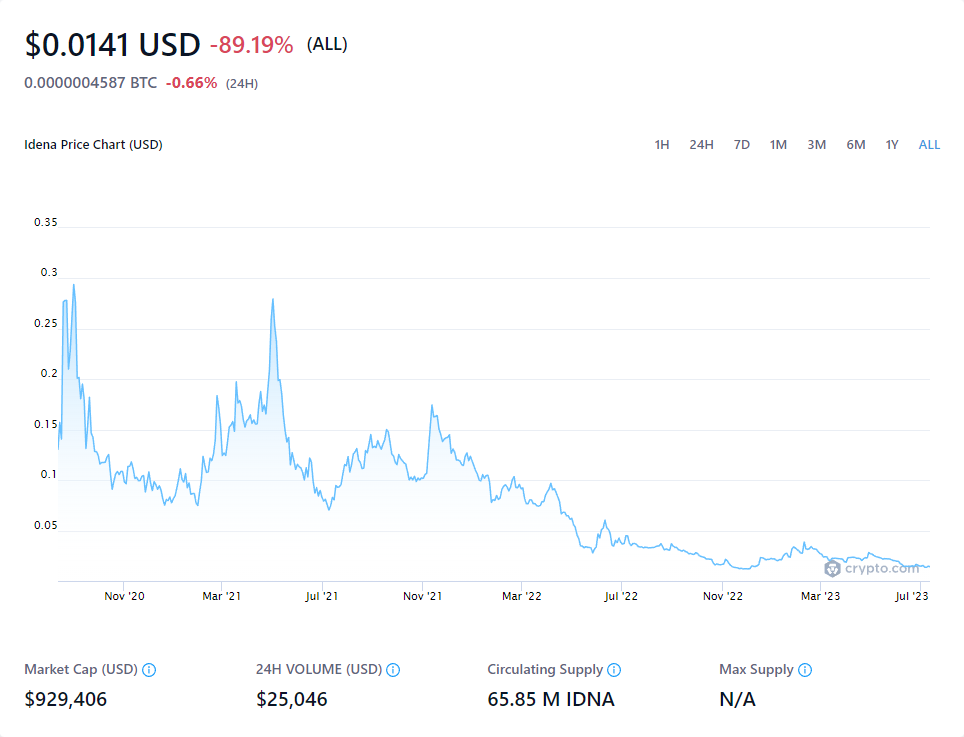 $0.0141 USD -89.19% (ALL)
0.0000004587 BTC -0.66% (24H)
Idena Price Chart (USD) 1H 24H 7D 1M 3M 6M 1Y ALL
0.35
0.3
0.25
0.2
0.15
0.1
0.05
crypto.com
Nov '20 Mar '21 Jul '21 Nov '21 Mar '22 Jul '22 Nov '22 Mar '23 Jul '23
Market Cap (USD) 24H VOLUME (USD) Circulating Supply Max Supply
$929,406 $25,046 65.85 M IDNA N/A